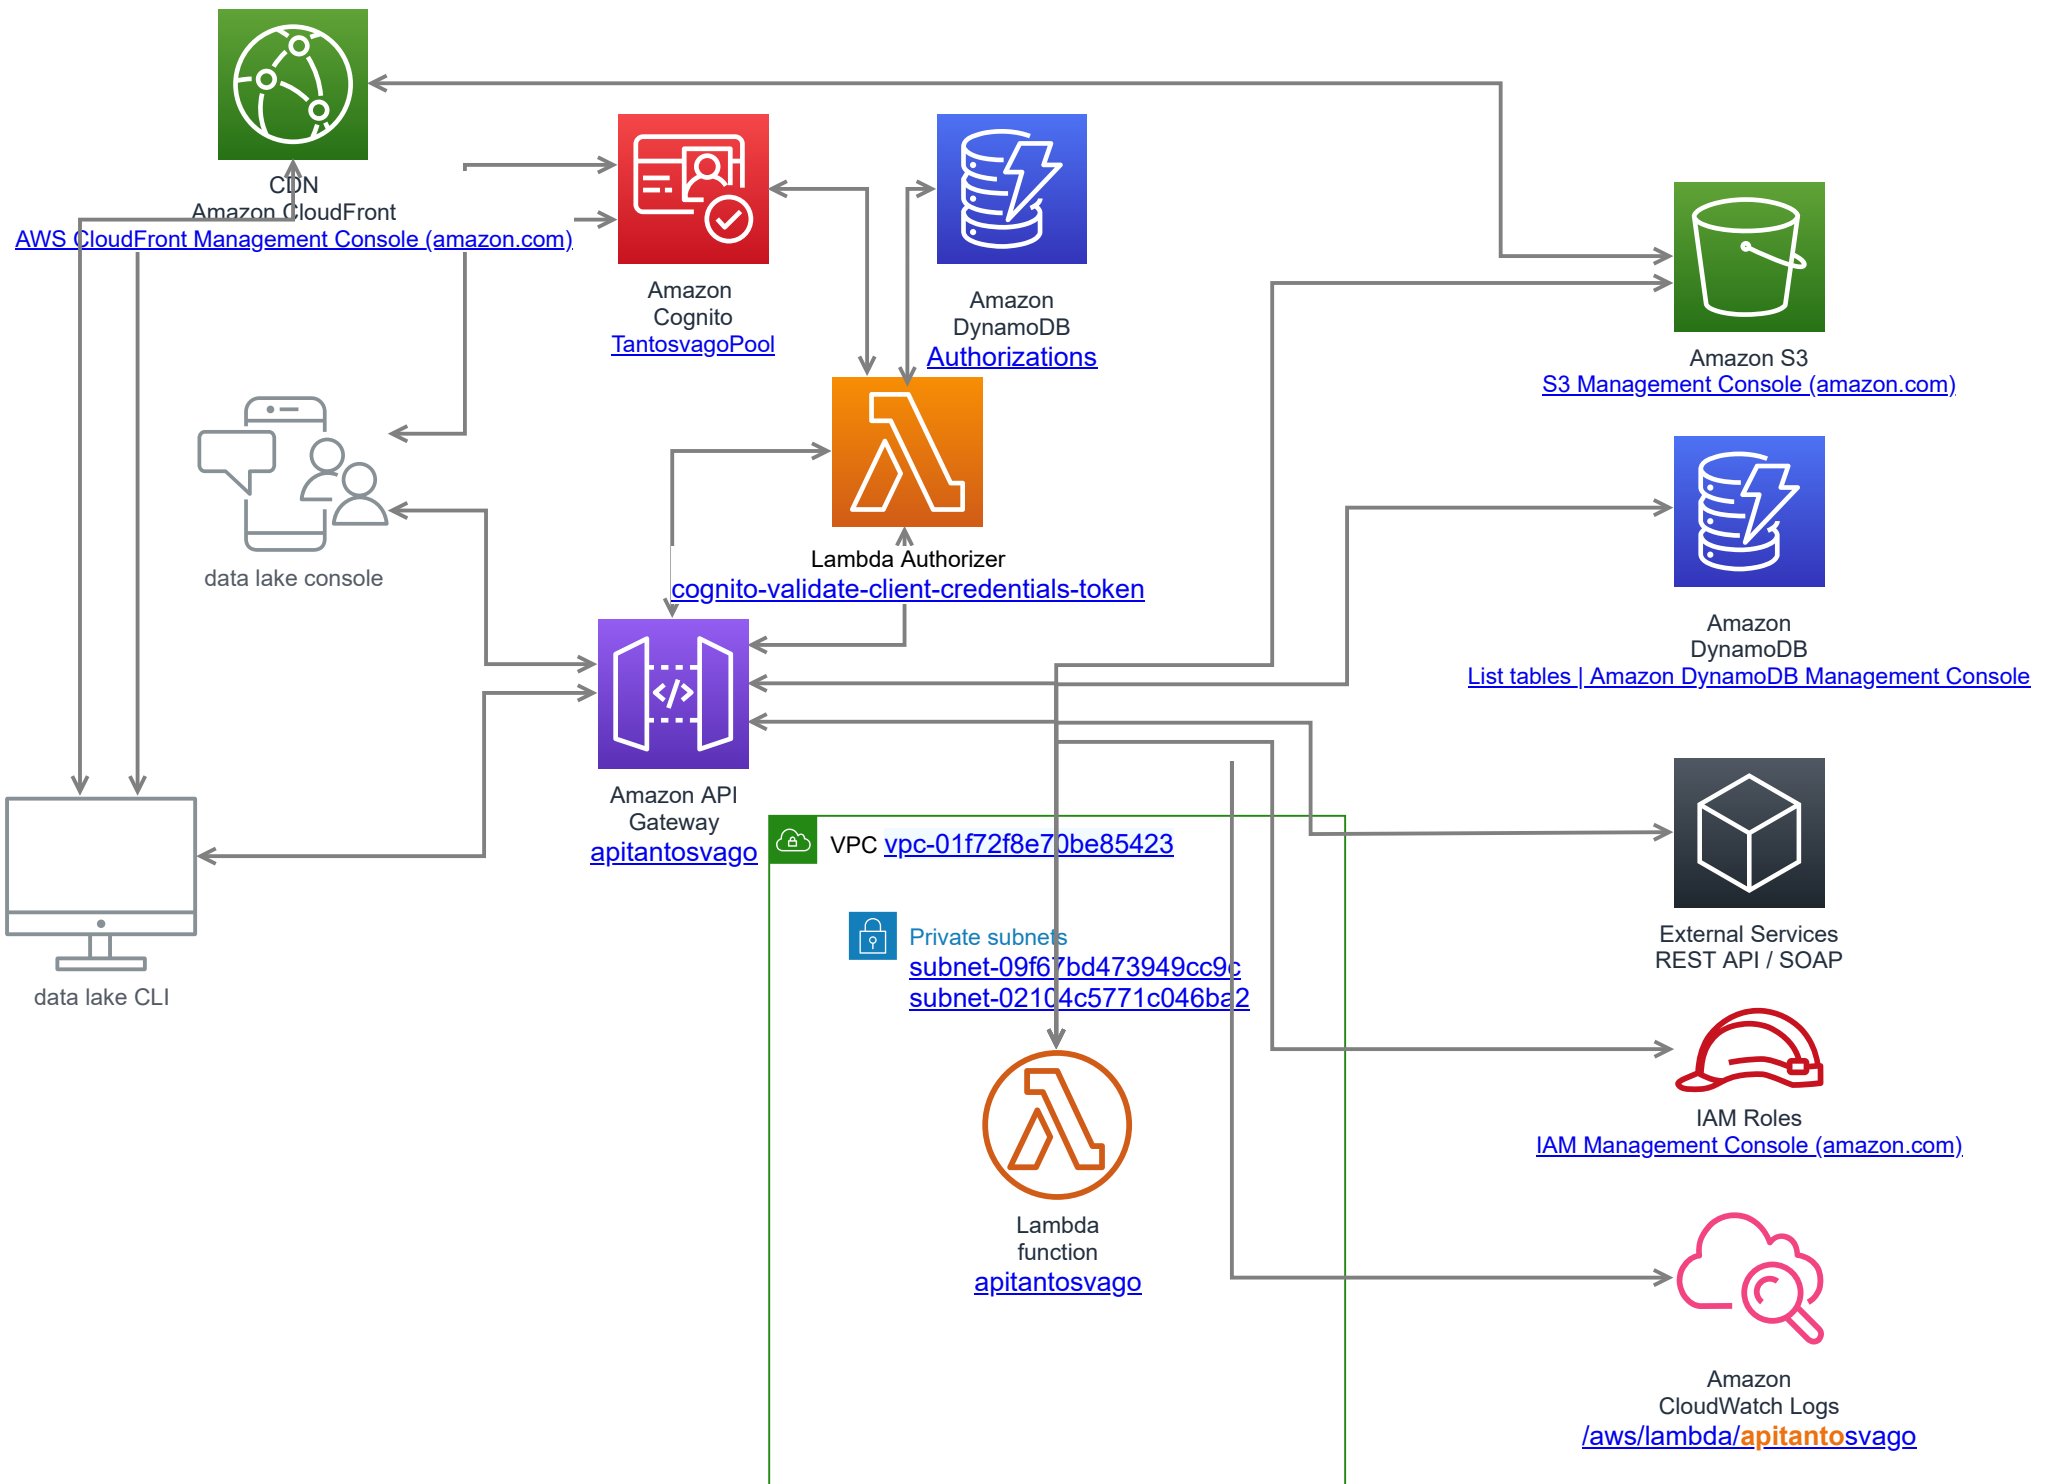 CDN
Amazon CloudFront
AWS CloudFront Management Console (amazon.com)
Amazon
Cognito
TantosvagoPool
Amazon
DynamoDB
Authorizations
Amazon S3
S3 Management Console (amazon.com)
data lake console
Lambda Authorizer
cognito-validate-client-credentials-token
Amazon
DynamoDB
List tables | Amazon DynamoDB Management Console
Amazon API
Gateway
apitantosvago
VPC vpc-01f72f8e70be85423
Private subnets
subnet-09f67bd473949cc9c
subnet-02104c5771c046ba2
External Services
REST API / SOAP
data lake CLI
IAM Roles
IAM Management Console (amazon.com)
Lambda
function
apitantosvago
Amazon
CloudWatch Logs
/aws/lambda/apitantosvago